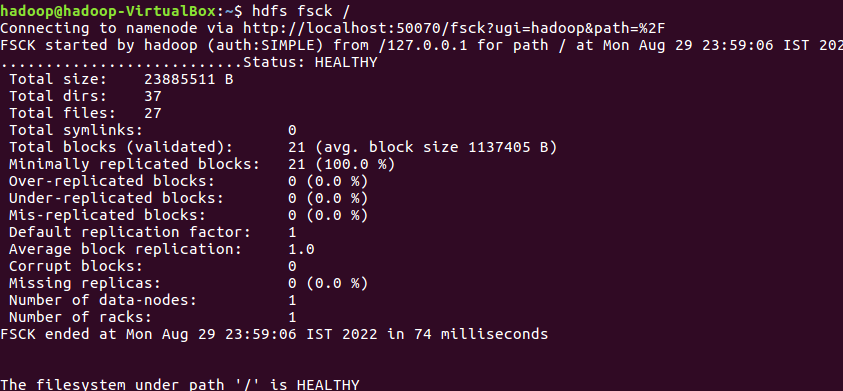 hadoop@hadoop-VirtualBox:~$ hdfs fsck /
Connecting to namenode via http://localhost:50070/fsck?ugi=hadoop&path=%2F
FSCK started by hadoop (auth:SIMPLE) from /127.0.0.1 for path / at Mon Aug 29 23:59:06 IST 202
...........................Status: HEALTHY
Total size: 23885511 B
Total dirs: 37
Total files: 27
Total symlinks: 0
Total blocks (validated): 21 (avg. block size 1137405 B)
Minimally replicated blocks: 21 (100.0 %)
Over-replicated blocks: 0 (0.0 %)
Under-replicated blocks: 0 (0.0 %)
Mis-replicated blocks: 0 (0.0 %)
Default replication factor: 1
Average block replication: 1.0
Corrupt blocks: 0
Missing replicas: 0 (0.0 %)
Number of data-nodes: 1
Number of racks: 1
FSCK ended at Mon Aug 29 23:59:06 IST 2022 in 74 milliseconds
The filesystem under path '/' is HEALTHY